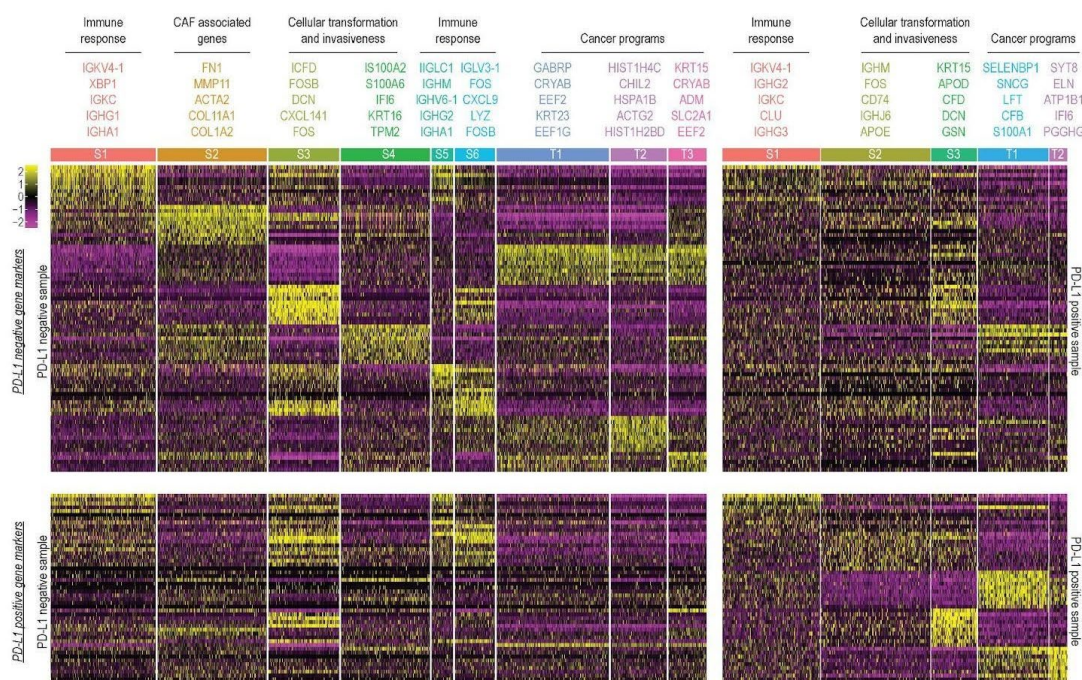 Immune response
CAF associated genes
Cellular transformation and invasiveness
Immune response
Cancer programs
Immune response
Cellular transformation and invasiveness
Cancer programs
IGKV4-1 FN1 ICFD IS100A2 IIGLC1 IGLV3-1 GABRP HIST1H4C KRT15 IGKV4-1 IGHM KRT15 SELENBP1 SYT8
XBP1 MMP11 FOSB S100A6 IGHM FOS CRYAB CHIL2 CRYAB IGHG2 FOS APOD SNCG ELN
IGKC ACTA2 DCN IFI6 IGHV6-1 CXCL9 EEF2 HSPA1B ADM IGKC CD74 CFD LFT ATP1B1
IGHG1 COL11A1 CXCL141 KRT16 IGHG2 LYZ KRT23 ACTG2 SLC2A1 CLU IGHJ6 DCN CFB IFI6
IGHA1 COL1A2 FOS TPM2 IGHA1 FOSB EEF1G HIST1H2BD EEF2 IGHG3 APOE GSN S100A1 PGGHG
S1 S2 S3 S4 S5 S6 T1 T2 T3 S1 S2 S3 T1 T2
2
1
0
−1
−2
PD-L1 negative gene markers
PD-L1 negative sample
PD-L1 positive sample
PD-L1 positive gene markers
PD-L1 negative sample
PD-L1 positive sample